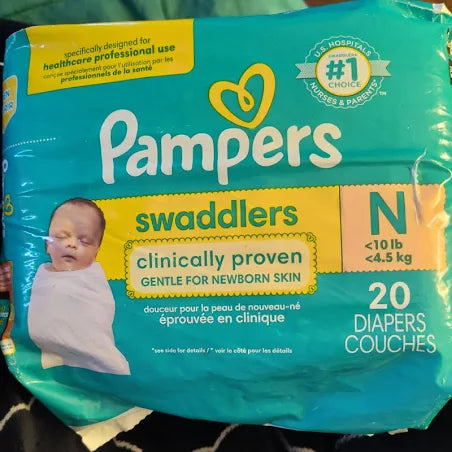 specifically designed for
healthcare professional use
conçue spécialement pour l'utilisation par les
professionnels de la santé
U.S. HOSPITALS
SWADDLERS
#1
CHOICE
NURSES & PARENTS™
Pampers
swaddlers
clinically proven
GENTLE FOR NEWBORN SKIN
douceur pour la peau de nouveau-né
éprouvée en clinique
*see side for details / * voir le côté pour les détails
N
<10 lb
<4.5 kg
20
DIAPERS
COUCHES